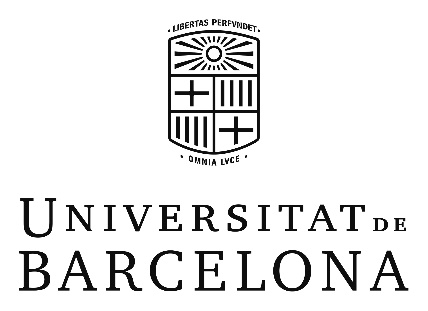 · LIBERTAS PERFVNDET ·
· OMNIA LVCE ·
UNIVERSITAT DE
BARCELONA